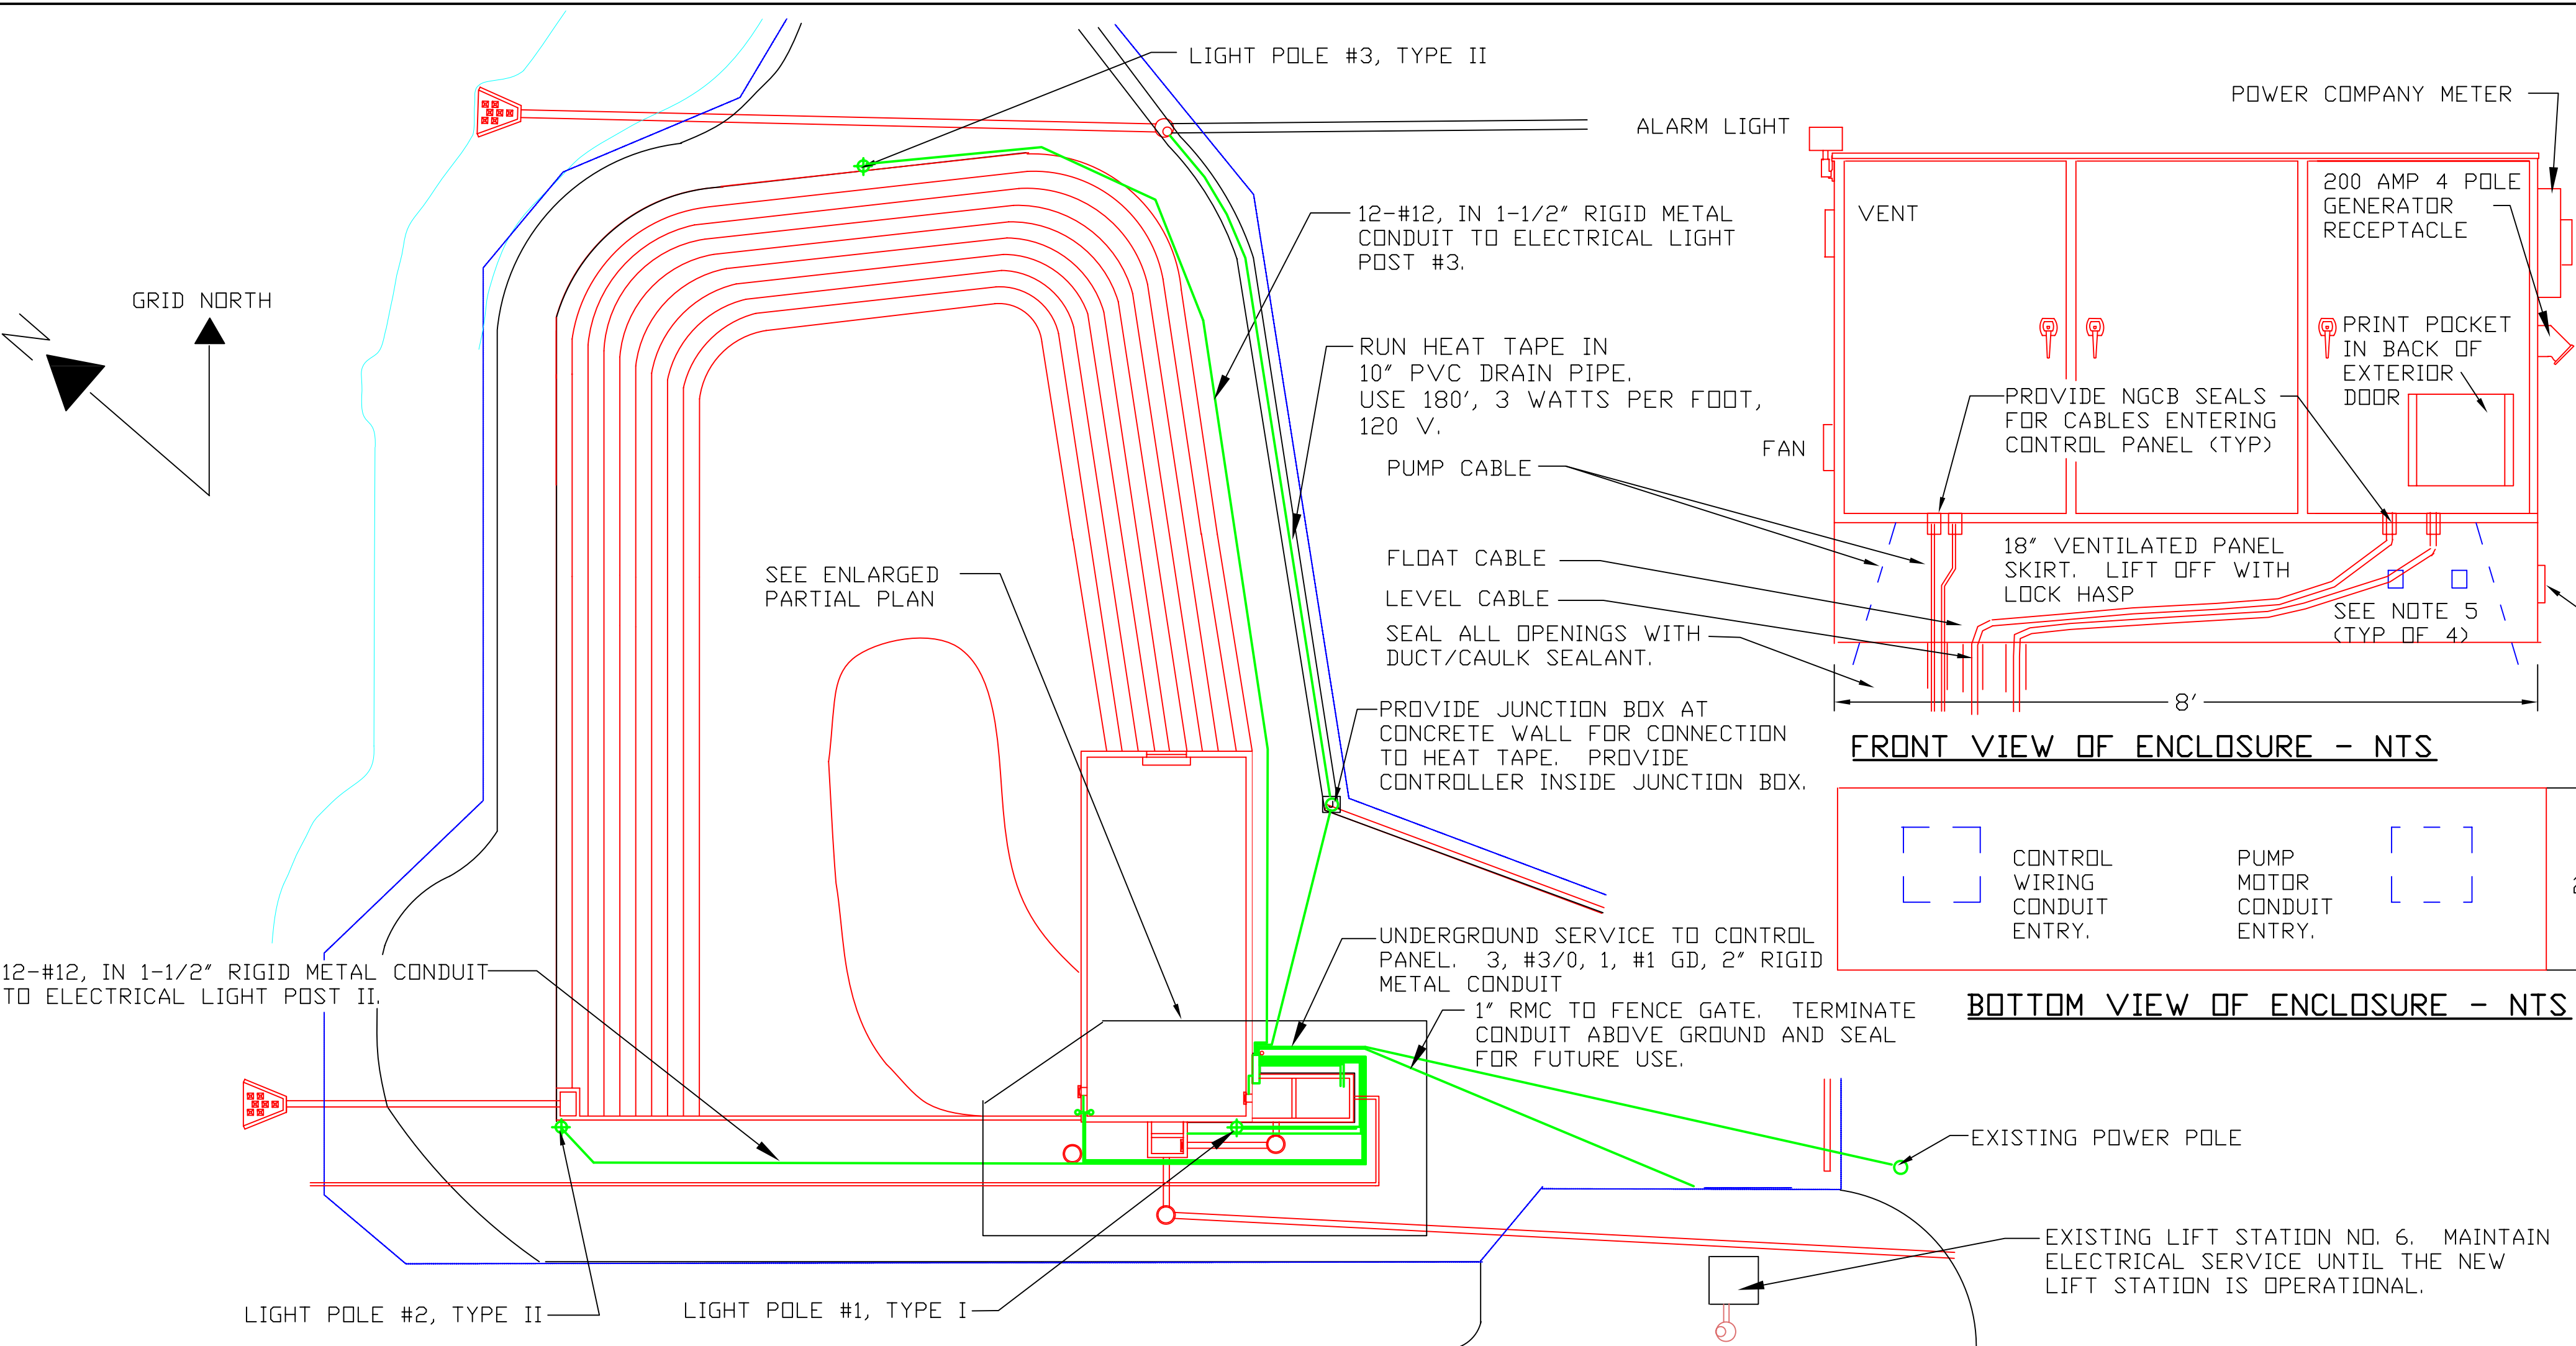 LIGHT POLE #3, TYPE II
POWER COMPANY METER
ALARM LIGHT
200 AMP 4 POLE
GENERATOR
RECEPTACLE
VENT
12-#12, IN 1-1/2" RIGID METAL
CONDUIT TO ELECTRICAL LIGHT
POST #3.
GRID NORTH
N
PRINT POCKET
IN BACK OF
EXTERIOR
DOOR
RUN HEAT TAPE IN
10" PVC DRAIN PIPE.
USE 180', 3 WATTS PER FOOT,
120 V.
PROVIDE NGCB SEALS
FOR CABLES ENTERING
CONTROL PANEL (TYP)
FAN
PUMP CABLE
FLOAT CABLE
LEVEL CABLE
SEAL ALL OPENINGS WITH
DUCT/CAULK SEALANT.
18" VENTILATED PANEL
SKIRT.  LIFT OFF WITH
LOCK HASP
SEE NOTE 5
(TYP OF 4)
SEE ENLARGED
PARTIAL PLAN
8'
FRONT VIEW OF ENCLOSURE - NTS
PROVIDE JUNCTION BOX AT
CONCRETE WALL FOR CONNECTION
TO HEAT TAPE.  PROVIDE
CONTROLLER INSIDE JUNCTION BOX.
CONTROL
WIRING
CONDUIT
ENTRY.
PUMP
MOTOR
CONDUIT
ENTRY.
BOTTOM VIEW OF ENCLOSURE - NTS
UNDERGROUND SERVICE TO CONTROL
PANEL.  3, #3/0, 1, #1 GD, 2" RIGID
METAL CONDUIT
1" RMC TO FENCE GATE.  TERMINATE
CONDUIT ABOVE GROUND AND SEAL
FOR FUTURE USE.
12-#12, IN 1-1/2" RIGID METAL CONDUIT
TO ELECTRICAL LIGHT POST II.
EXISTING POWER POLE
EXISTING LIFT STATION NO. 6.  MAINTAIN
ELECTRICAL SERVICE UNTIL THE NEW
LIFT STATION IS OPERATIONAL.
LIGHT POLE #2, TYPE II
LIGHT POLE #1, TYPE I